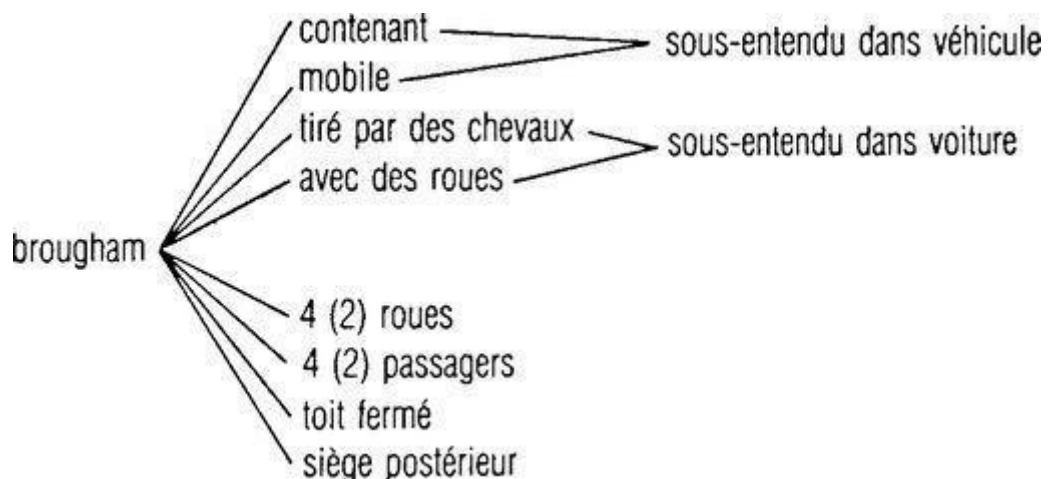 contenant
sous-entendu dans véhicule
mobile
tiré par des chevaux
sous-entendu dans voiture
avec des roues
brougham
4 (2) roues
4 (2) passagers
toit fermé
siège postérieur